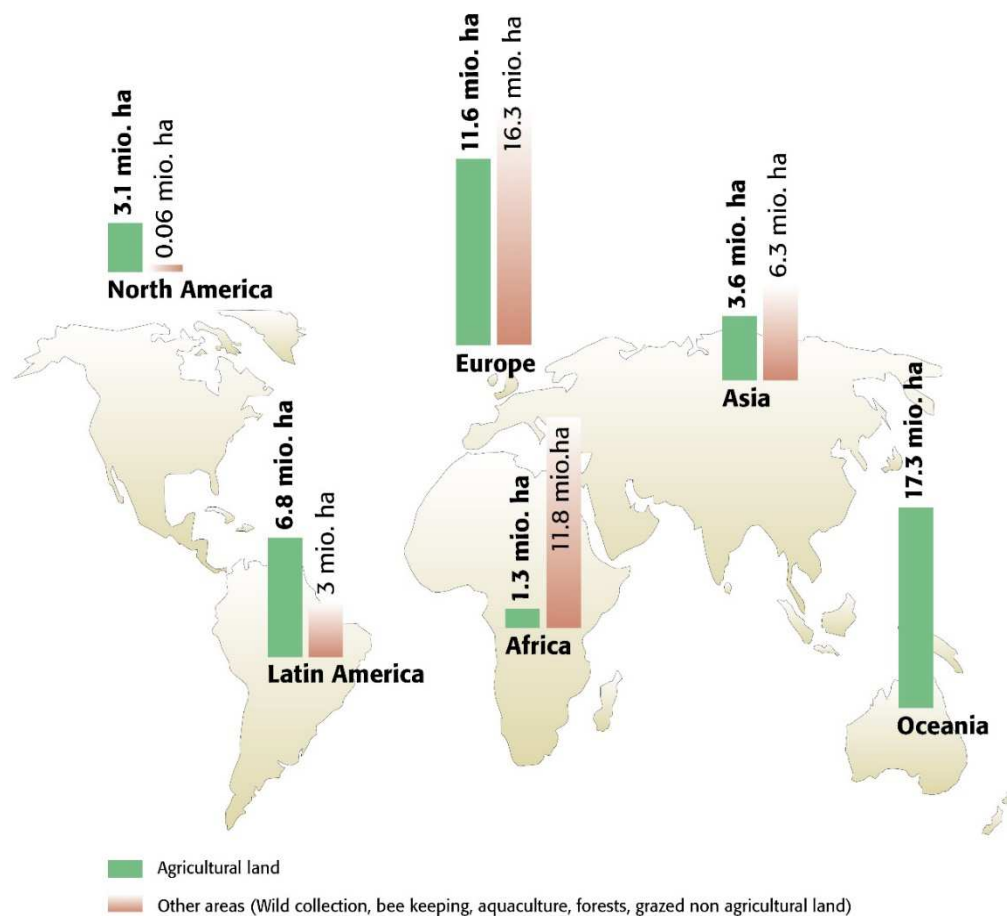 3.1 mio. ha
0.06 mio. ha
North America
11.6 mio. ha
16.3 mio. ha
Europe
3.6 mio. ha
6.3 mio. ha
Asia
6.8 mio. ha
3 mio. ha
Latin America
1.3 mio. ha
11.8 mio.ha
Africa
17.3 mio. ha
Oceania
Agricultural land
Other areas (Wild collection, bee keeping, aquaculture, forests, grazed non agricultural land)